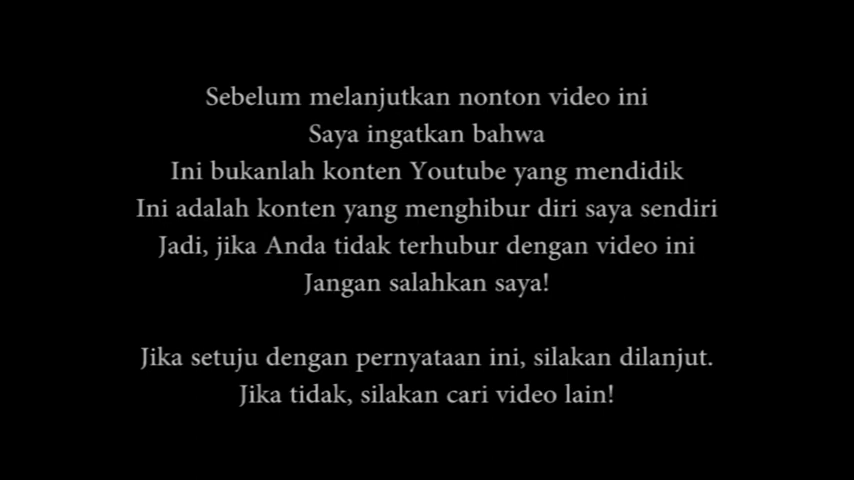 Sebelum melanjutkan nonton video ini
Saya ingatkan bahwa
Ini bukanlah konten Youtube yang mendidik
Ini adalah konten yang menghibur diri saya sendiri
Jadi, jika Anda tidak terhubur dengan video ini
Jangan salahkan saya!
Jika setuju dengan pernyataan ini, silakan dilanjut.
Jika tidak, silakan cari video lain!